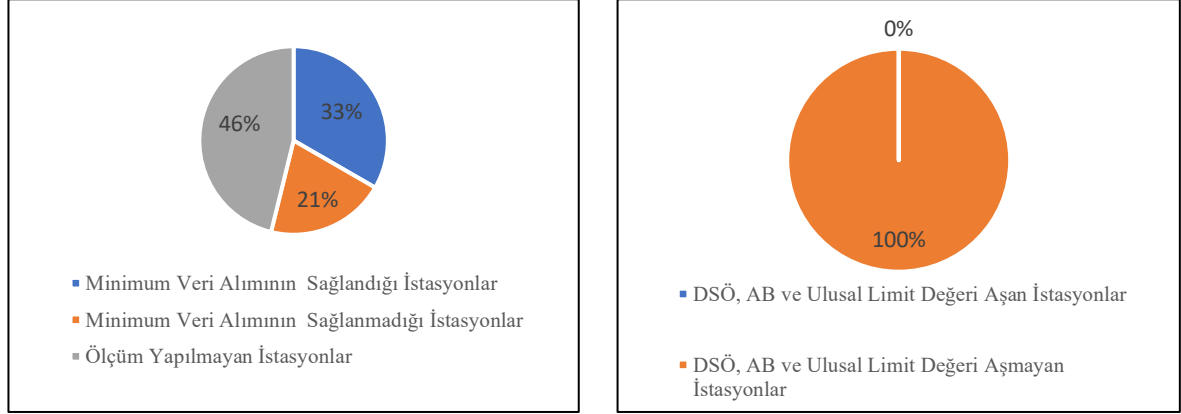 33%
46%
21%
Minimum Veri Alımının Sağlandığı İstasyonlar
Minimum Veri Alımının Sağlanmadığı İstasyonlar
Ölçüm Yapılmayan İstasyonlar
0%
100%
DSÖ, AB ve Ulusal Limit Değeri Aşan İstasyonlar
DSÖ, AB ve Ulusal Limit Değeri Aşmayan
İstasyonlar